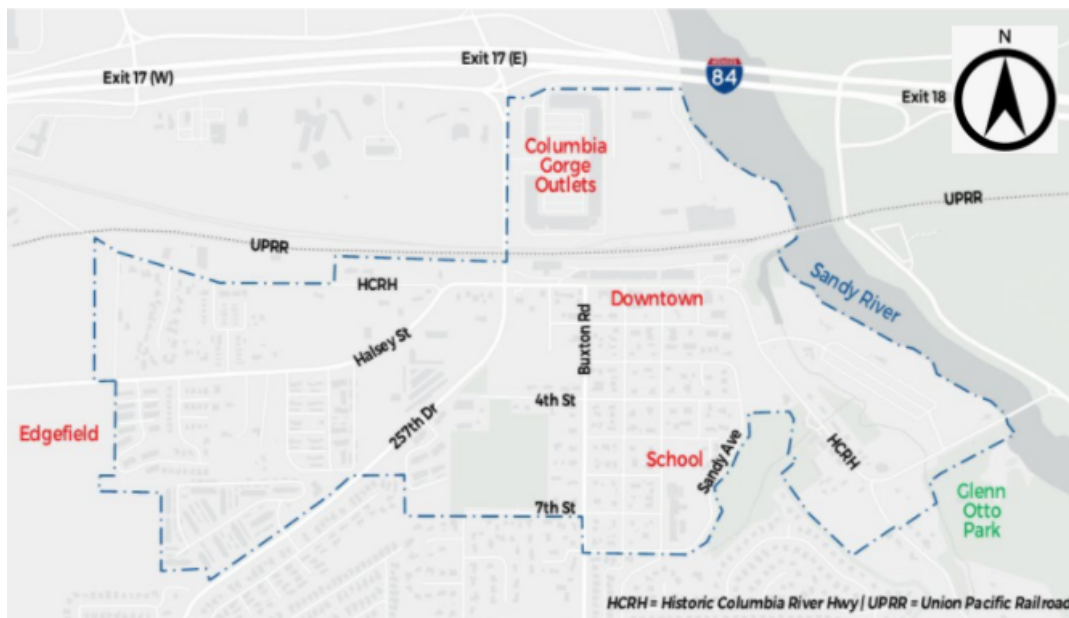 Exit 17 (W)
Exit 17 (E)
84
Exit 18
N
Columbia
Gorge
Outlets
UPRR
UPRR
HCRH
Downtown
Sandy River
Halsey St
Buxton Rd
4th St
Edgefield
257th Dr
School
Sandy Ave
HCRH
7th St
Glenn
Otto
Park
HCRH = Historic Columbia River Hwy | UPRR = Union Pacific Railroad